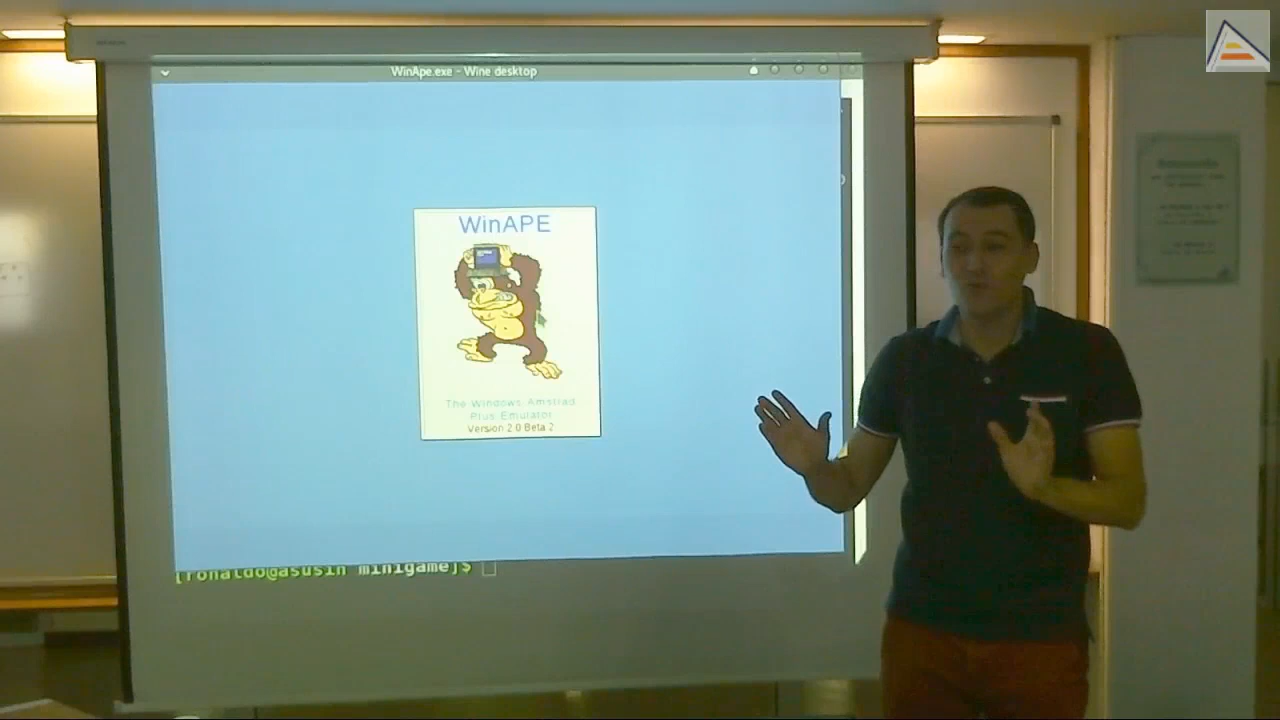 WinApe.exe - Wine desktop
WinAPE
The Windows Amstrad
Plus Emulator
Version 2.0 Beta 2
[ronaldo@asusin minigame]$